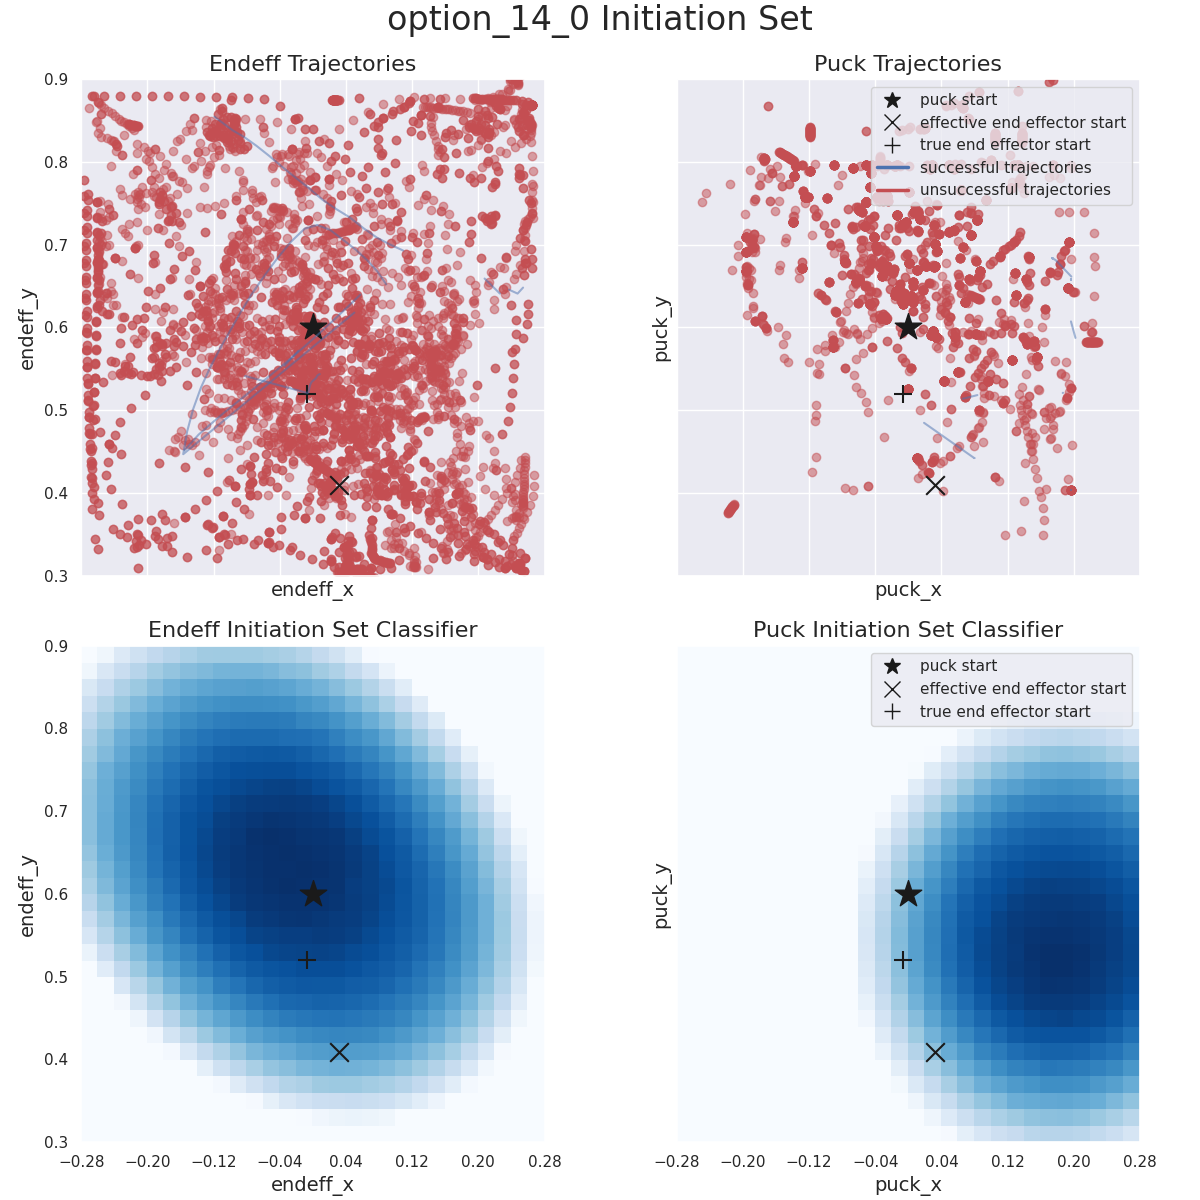 option_14_0 Initiation Set
Endeff Trajectories
endeff_y
0.9
0.8
0.7
0.6
0.5
0.4
0.3
endeff_x
Puck Trajectories
puck start
effective end effector start
true end effector start
successful trajectories
unsuccessful trajectories
puck_y
puck_x
Endeff Initiation Set Classifier
endeff_y
0.9
0.8
0.7
0.6
0.5
0.4
0.3
−0.28 −0.20 −0.12 −0.04 0.04 0.12 0.20 0.28
endeff_x
Puck Initiation Set Classifier
puck start
effective end effector start
true end effector start
puck_y
−0.28 −0.20 −0.12 −0.04 0.04 0.12 0.20 0.28
puck_x